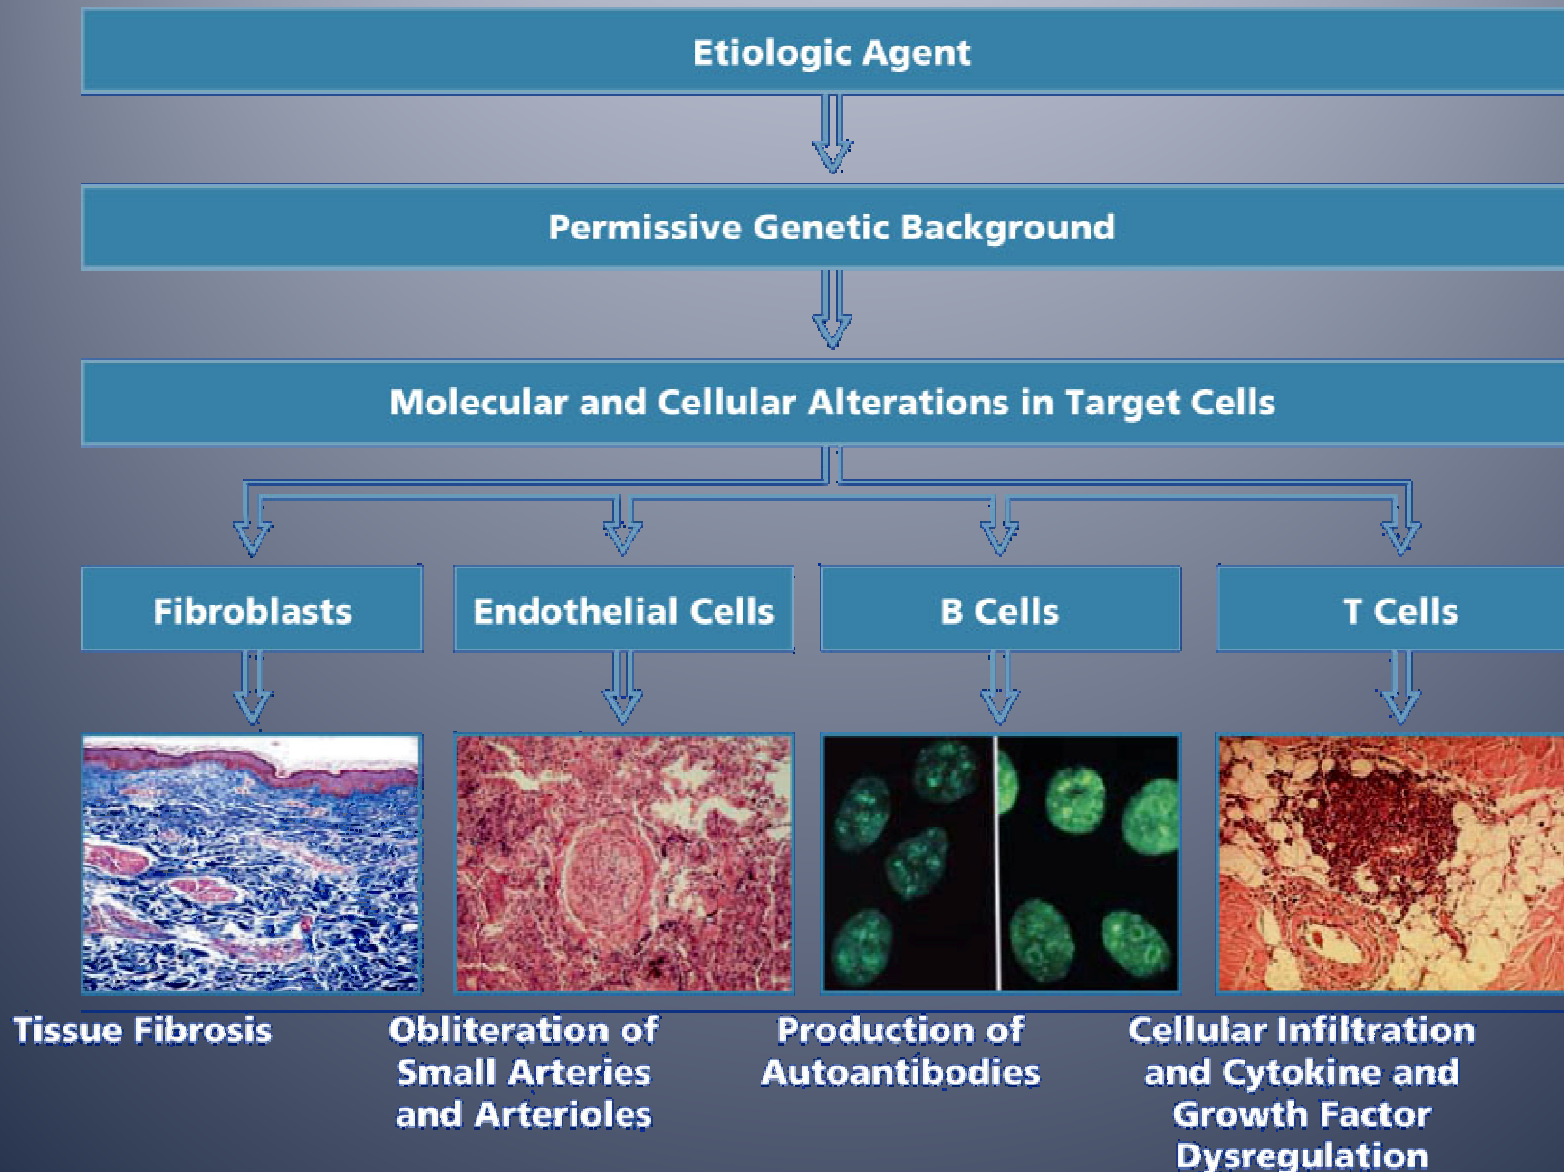 Etiologic Agent
Permissive Genetic Background
Molecular and Cellular Alterations in Target Cells
Fibroblasts
Endothelial Cells
B Cells
T Cells
Tissue Fibrosis
Obliteration of
Small Arteries
and Arterioles
Production of
Autoantibodies
Cellular Infiltration
and Cytokine and
Growth Factor
Dysregulation